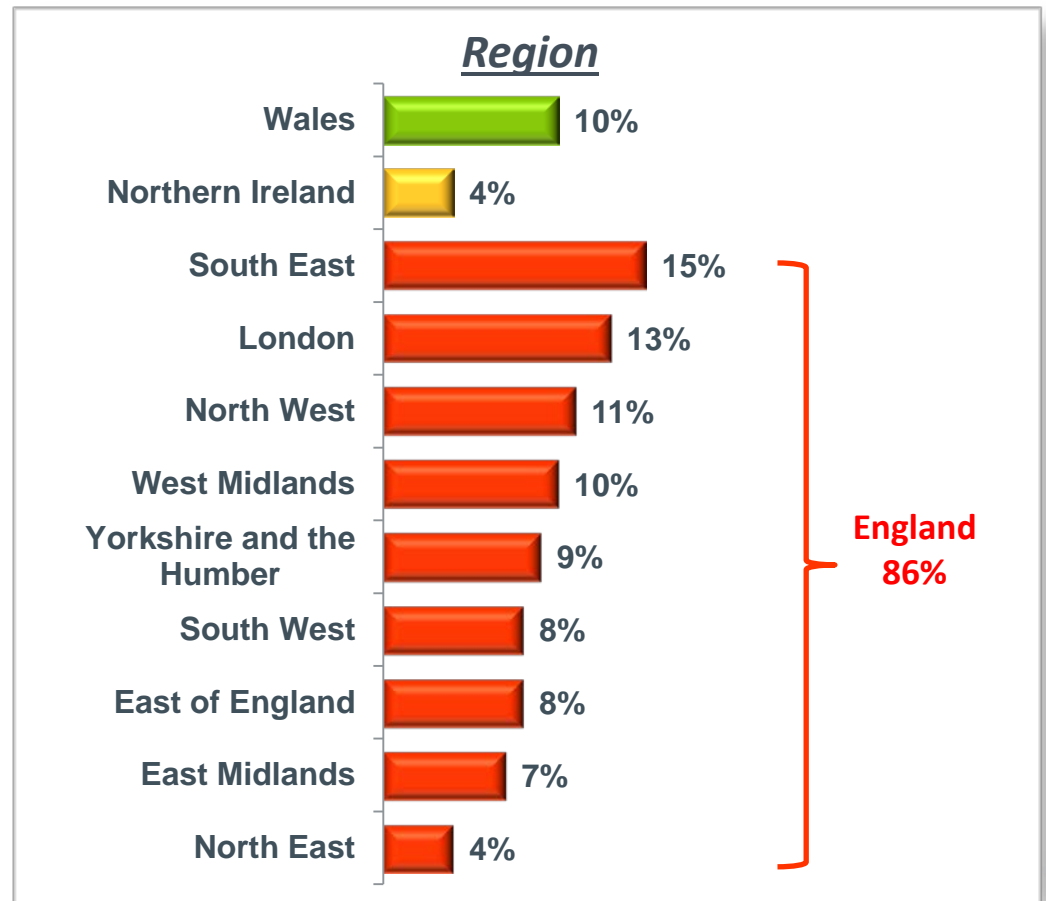 Region
Wales 10%
Northern Ireland 4%
South East 15%
London 13%
North West 11%
West Midlands 10%
Yorkshire and the
Humber 9%
South West 8%
East of England 8%
East Midlands 7%
North East 4%
England
86%